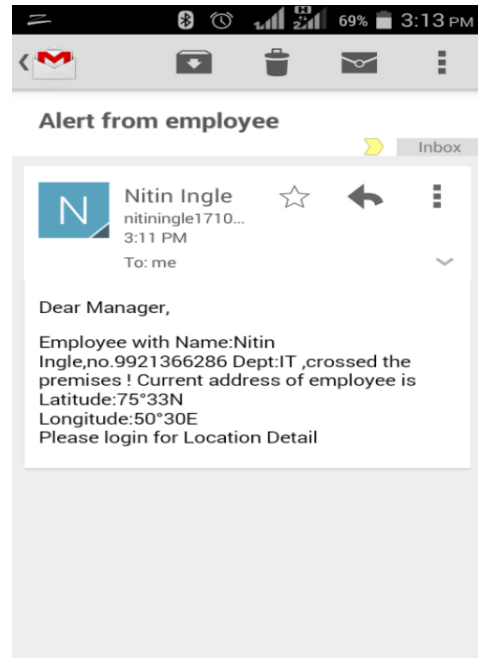 69% 3:13 PM
Alert from employee
Inbox
N
Nitin Ingle
nitiningle1710...
3:11 PM
To: me
Dear Manager,
Employee with Name:Nitin
Ingle,no.9921366286 Dept:IT ,crossed the
premises ! Current address of employee is
Latitude:75°33N
Longitude:50°30E
Please login for Location Detail